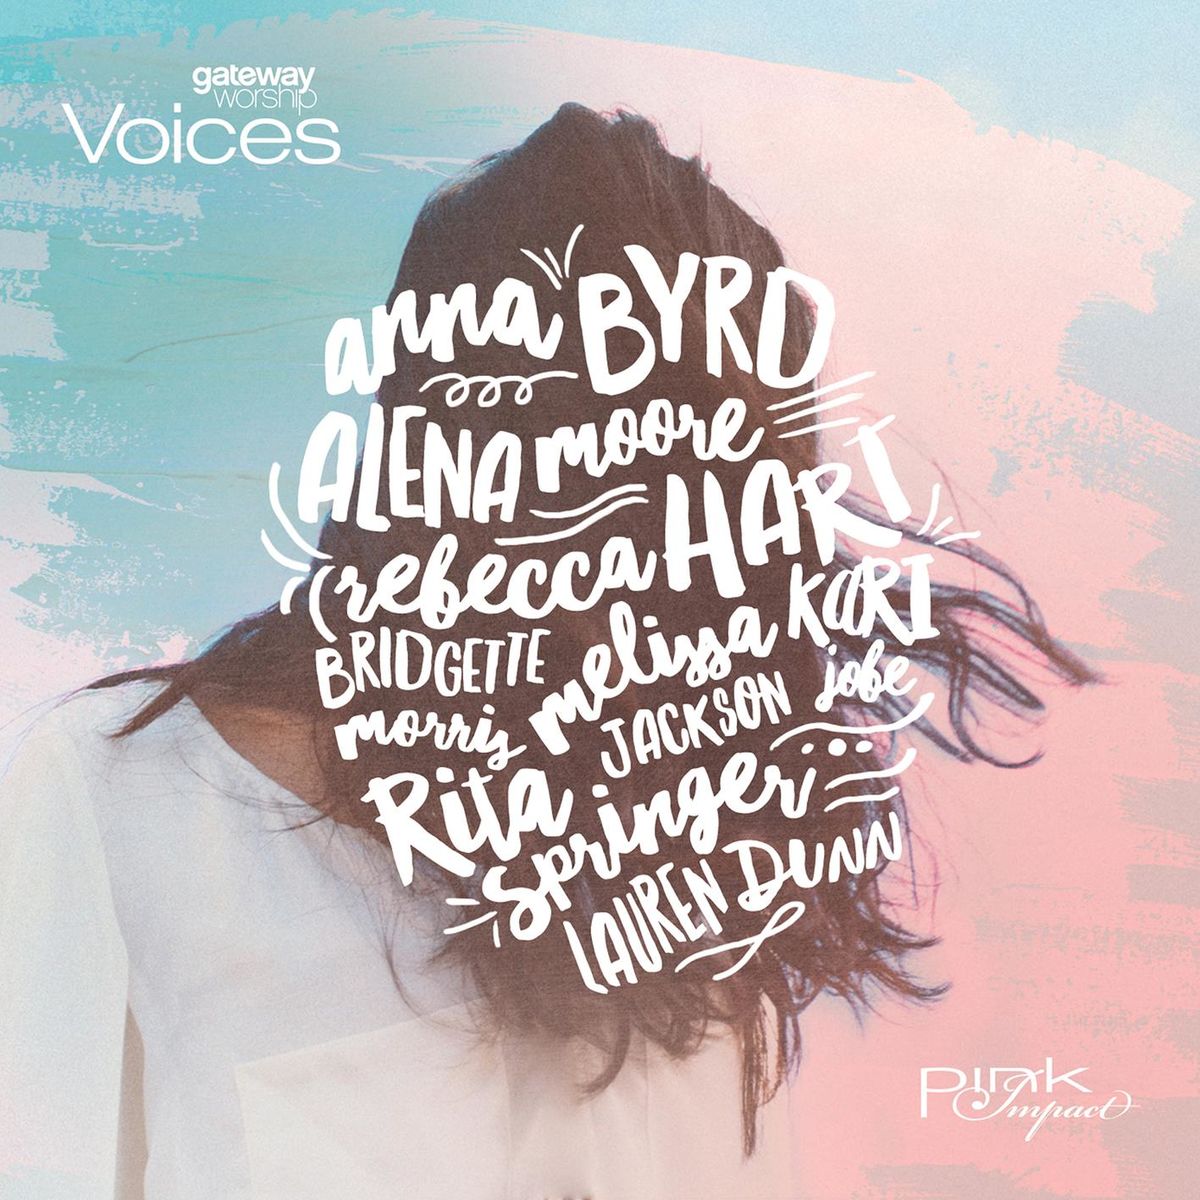 gateway
worship
Voices
anna BYRD
ALENA moore
rebecca HART
BRIDGETTE melissa KARI
morris JACKSON jobe
Rita springer
LAUREN DUNN
pink
Impact